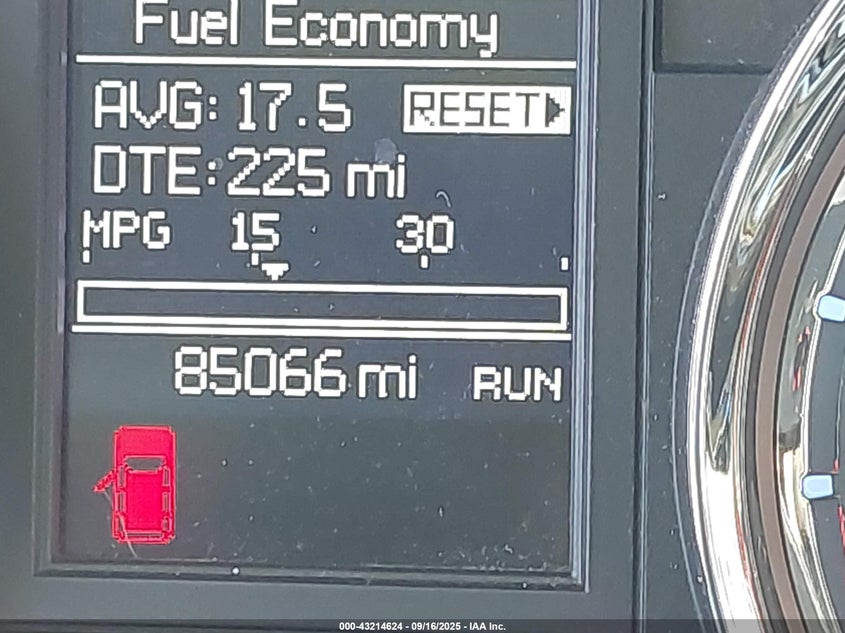 Fuel Economy
AVG: 17.5 RESET
DTE: 225 mi
MPG 15 30
85066 mi RUN
000-43214624 - 09/16/2025 - IAA Inc.